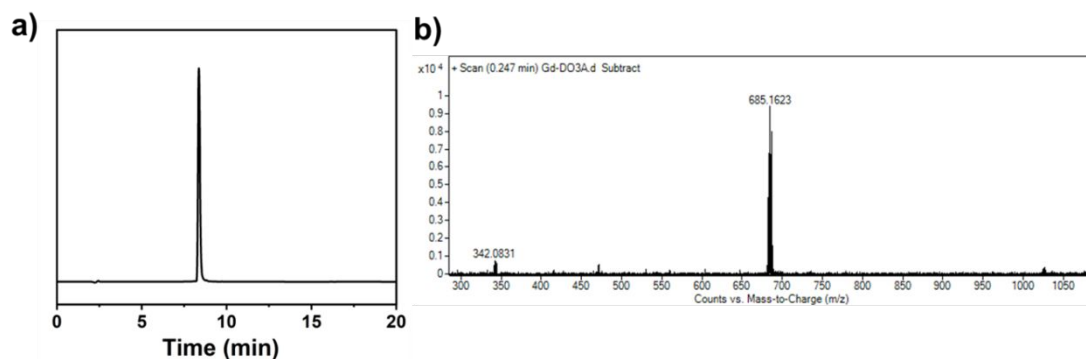 a)
0 5 10 15 20
Time (min)
b)
x10⁴
+ Scan (0.247 min) Gd-DO3A.d Subtract
1
0.9
0.8
0.7
0.6
0.5
0.4
0.3
0.2
0.1
0
685.1623
342.0831
300 350 400 450 500 550 600 650 700 750 800 850 900 950 1000 1050
Counts vs. Mass-to-Charge (m/z)